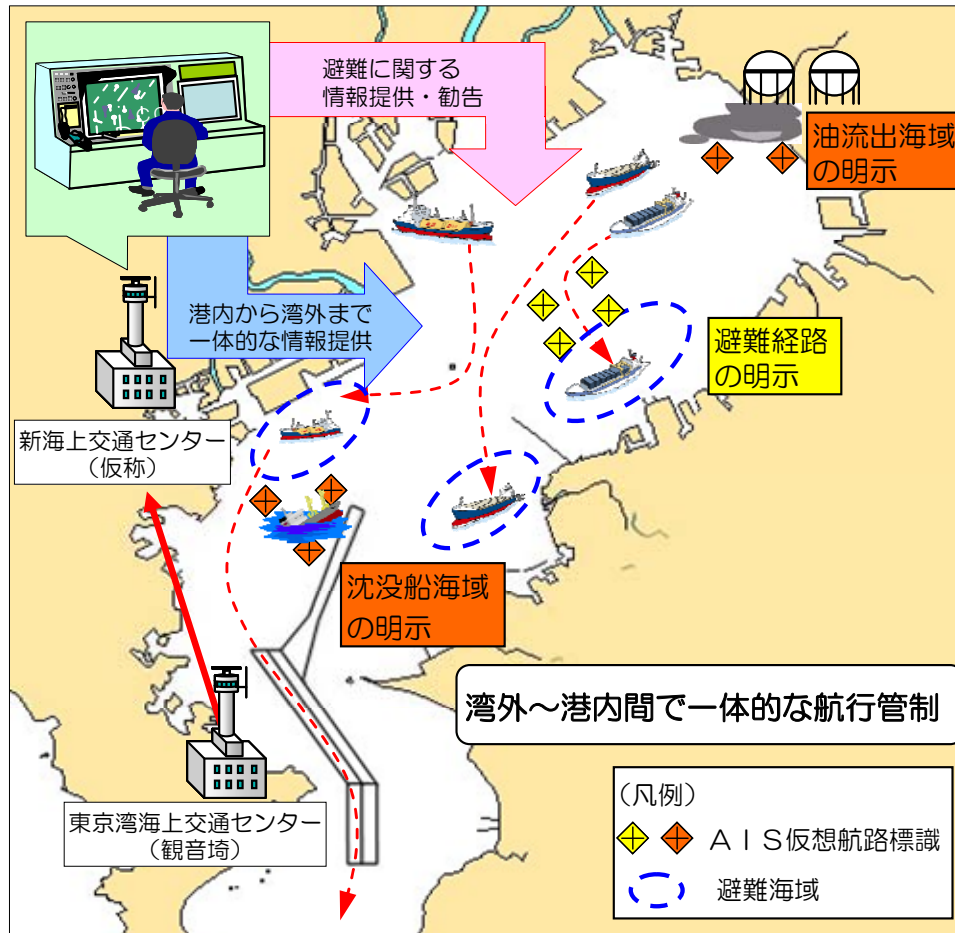 避難に関する
情報提供・勧告
油流出海域
の明示
港内から湾外まで
一体的な情報提供
避難経路
の明示
新海上交通センター
（仮称）
沈没船海域
の明示
湾外～港内間で一体的な航行管制
東京湾海上交通センター
（観音埼）
（凡例）
ＡＩＳ仮想航路標識
避難海域